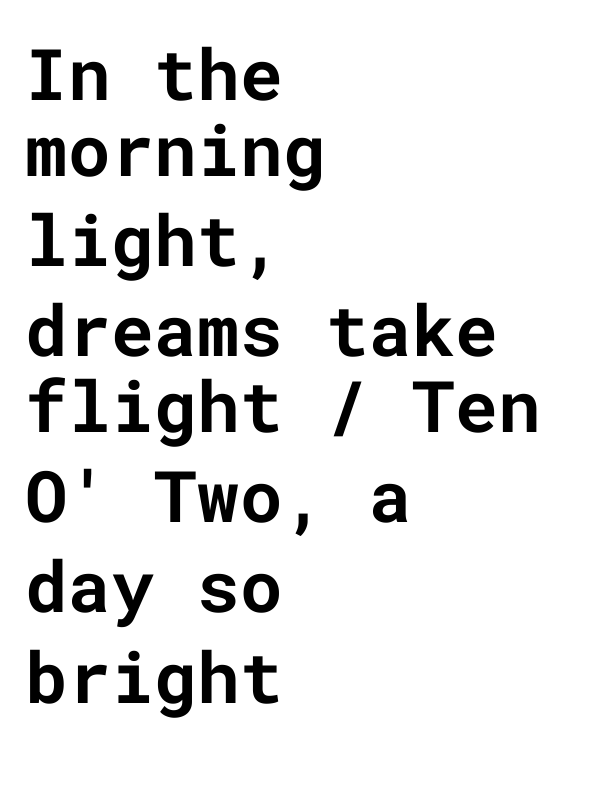 In the
morning
light,
dreams take
flight / Ten
O' Two, a
day so
bright